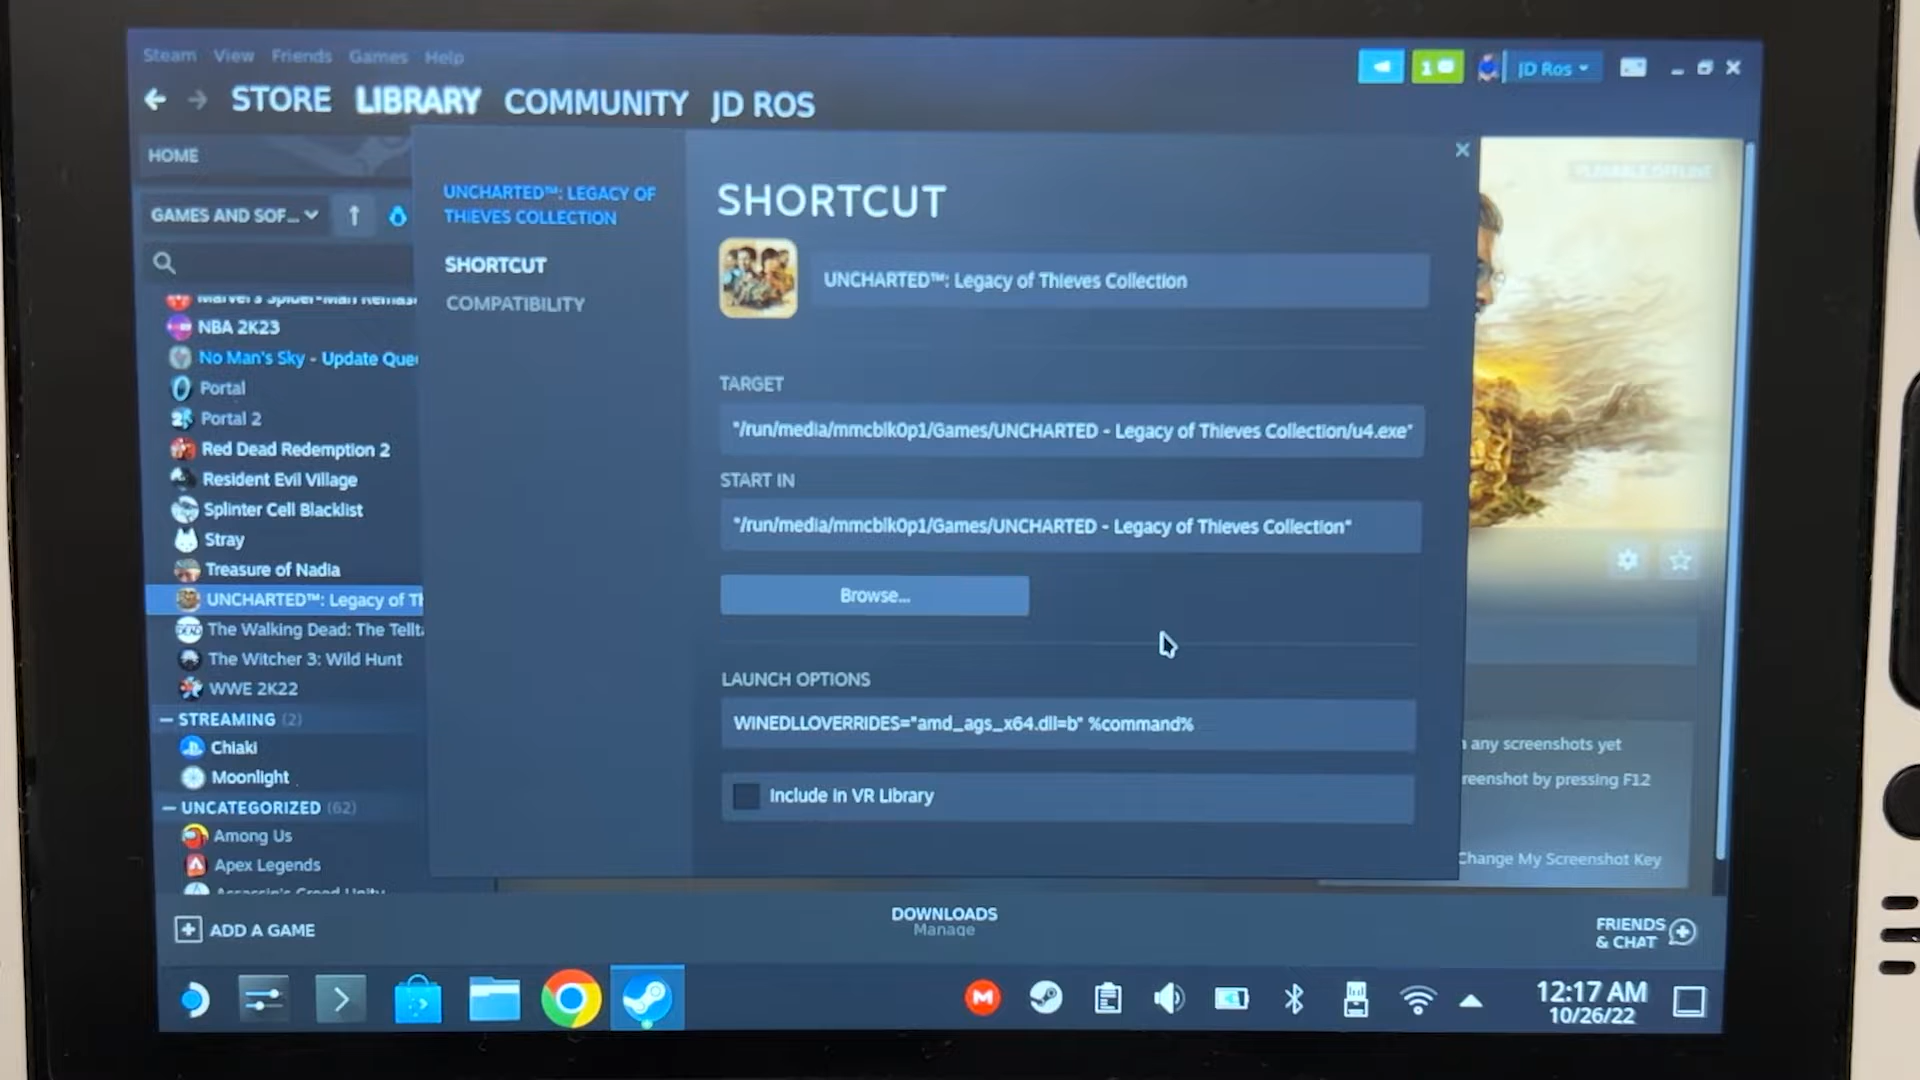 Steam View Friends Games Help
1
JD Ros
STORE LIBRARY COMMUNITY JD ROS
HOME
GAMES AND SOF...
NBA 2K23
No Man's Sky - Update Que
Portal
Portal 2
Red Dead Redemption 2
Resident Evil Village
Splinter Cell Blacklist
Stray
Treasure of Nadia
UNCHARTED™: Legacy of Th
The Walking Dead: The Tellta
The Witcher 3: Wild Hunt
WWE 2K22
STREAMING (2)
Chiaki
Moonlight
UNCATEGORIZED (62)
Among Us
Apex Legends
Assassin's Creed Unity
ADD A GAME
UNCHARTED™: LEGACY OF
THIEVES COLLECTION
SHORTCUT
COMPATIBILITY
SHORTCUT
UNCHARTED™: Legacy of Thieves Collection
TARGET
"/run/media/mmcblk0p1/Games/UNCHARTED - Legacy of Thieves Collection/u4.exe"
START IN
"/run/media/mmcblk0p1/Games/UNCHARTED - Legacy of Thieves Collection"
Browse...
LAUNCH OPTIONS
WINEDLLOVERRIDES="amd_ags_x64.dll=b" %command%
Include in VR Library
any screenshots yet
reenshot by pressing F12
Change My Screenshot Key
DOWNLOADS
Manage
FRIENDS
& CHAT
12:17 AM
10/26/22